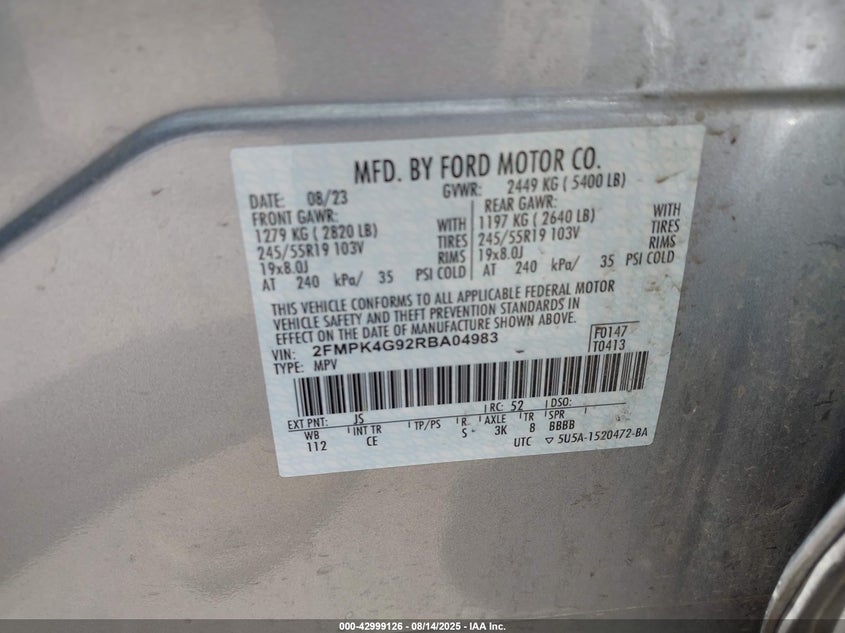 MFD. BY FORD MOTOR CO.
DATE: 08/23 GVWR: 2449 KG ( 5400 LB)
FRONT GAWR: REAR GAWR:
1279 KG ( 2820 LB) WITH 1197 KG ( 2640 LB) WITH
245/55R19 103V TIRES 245/55R19 103V TIRES
19x8.0J RIMS 19x8.0J RIMS
AT 240 kPa/ 35 PSI COLD AT 240 kPa/ 35 PSI COLD
THIS VEHICLE CONFORMS TO ALL APPLICABLE FEDERAL MOTOR
VEHICLE SAFETY AND THEFT PREVENTION STANDARDS IN
EFFECT ON THE DATE OF MANUFACTURE SHOWN ABOVE.
VIN: 2FMPK4G92RBA04983 F0147
TYPE: MPV T0413
EXT PNT: JS RC: 52 DSO:
WB INT TR TP/PS R. AXLE TR SPR
112 CE S 3K 8 BBBB
UTC ▽ 5U5A-1520472-BA
000-42999126 - 08/14/2025 - IAA Inc.